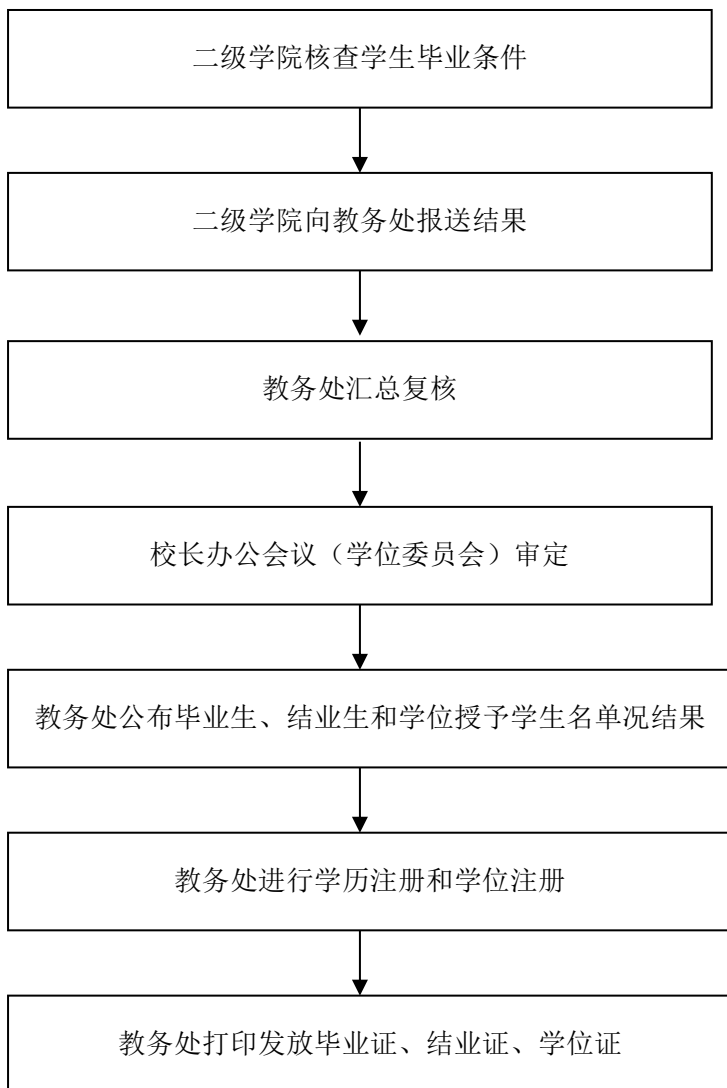 二级学院核查学生毕业条件
二级学院向教务处报送结果
教务处汇总复核
校长办公会议（学位委员会）审定
教务处公布毕业生、结业生和学位授予学生名单况结果
教务处进行学历注册和学位注册
教务处打印发放毕业证、结业证、学位证